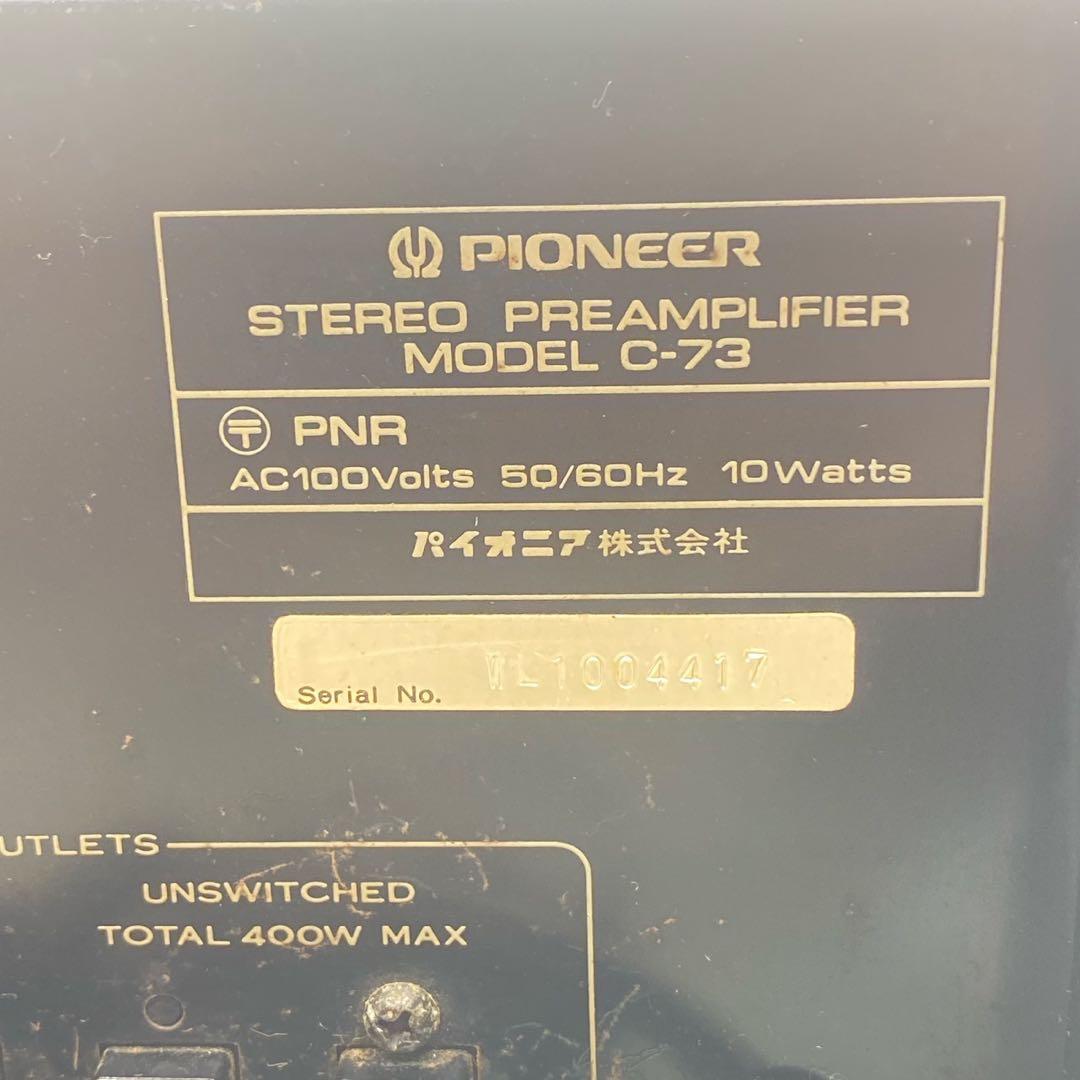 PIONEER
STEREO PREAMPLIFIER
MODEL C-73
〒 PNR
AC100Volts 50/60Hz 10Watts
パイオニア株式会社
Serial No.
UTLETS
UNSWITCHED
TOTAL 400W MAX